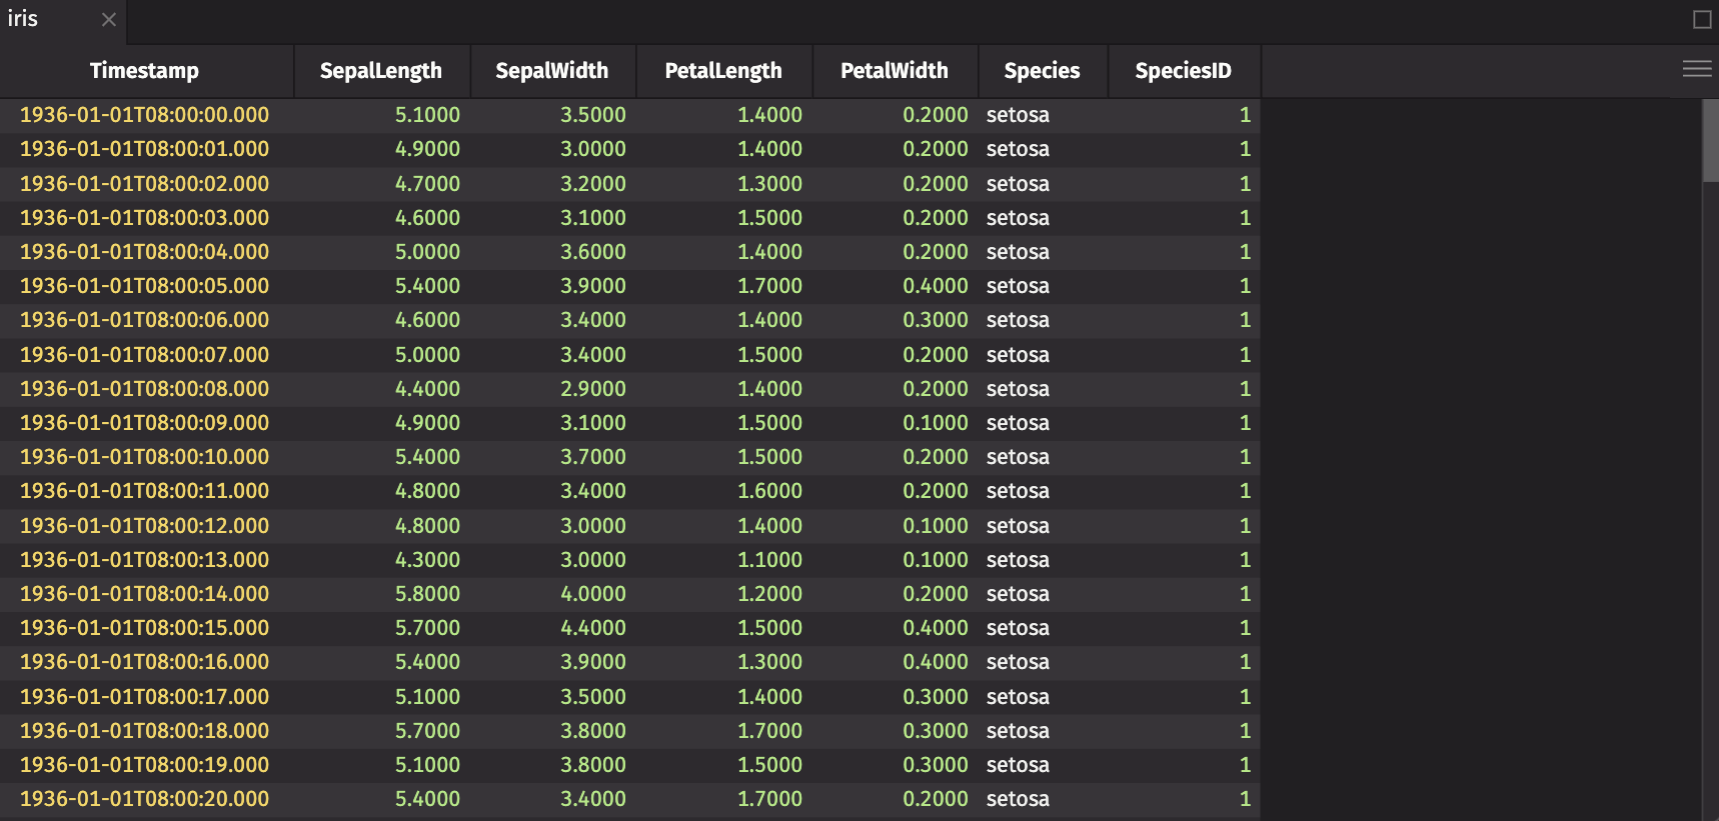 iris
Timestamp SepalLength SepalWidth PetalLength PetalWidth Species SpeciesID
1936-01-01T08:00:00.000 5.1000 3.5000 1.4000 0.2000 setosa 1
1936-01-01T08:00:01.000 4.9000 3.0000 1.4000 0.2000 setosa 1
1936-01-01T08:00:02.000 4.7000 3.2000 1.3000 0.2000 setosa 1
1936-01-01T08:00:03.000 4.6000 3.1000 1.5000 0.2000 setosa 1
1936-01-01T08:00:04.000 5.0000 3.6000 1.4000 0.2000 setosa 1
1936-01-01T08:00:05.000 5.4000 3.9000 1.7000 0.4000 setosa 1
1936-01-01T08:00:06.000 4.6000 3.4000 1.4000 0.3000 setosa 1
1936-01-01T08:00:07.000 5.0000 3.4000 1.5000 0.2000 setosa 1
1936-01-01T08:00:08.000 4.4000 2.9000 1.4000 0.2000 setosa 1
1936-01-01T08:00:09.000 4.9000 3.1000 1.5000 0.1000 setosa 1
1936-01-01T08:00:10.000 5.4000 3.7000 1.5000 0.2000 setosa 1
1936-01-01T08:00:11.000 4.8000 3.4000 1.6000 0.2000 setosa 1
1936-01-01T08:00:12.000 4.8000 3.0000 1.4000 0.1000 setosa 1
1936-01-01T08:00:13.000 4.3000 3.0000 1.1000 0.1000 setosa 1
1936-01-01T08:00:14.000 5.8000 4.0000 1.2000 0.2000 setosa 1
1936-01-01T08:00:15.000 5.7000 4.4000 1.5000 0.4000 setosa 1
1936-01-01T08:00:16.000 5.4000 3.9000 1.3000 0.4000 setosa 1
1936-01-01T08:00:17.000 5.1000 3.5000 1.4000 0.3000 setosa 1
1936-01-01T08:00:18.000 5.7000 3.8000 1.7000 0.3000 setosa 1
1936-01-01T08:00:19.000 5.1000 3.8000 1.5000 0.3000 setosa 1
1936-01-01T08:00:20.000 5.4000 3.4000 1.7000 0.2000 setosa 1